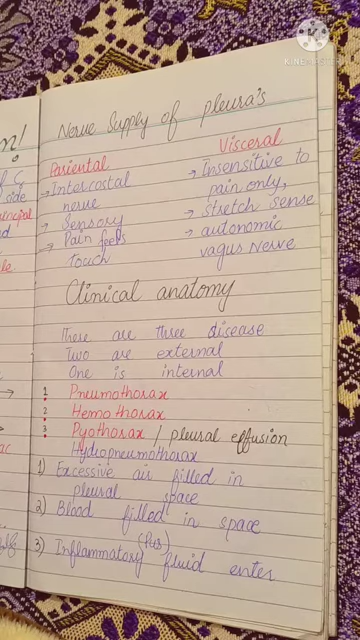 KINEMASTER
Nerve Supply of pleura's
Pariental
→ Intercostal
nerve
→ Sensory
→ Pain feels
touch
Visceral
→ Insensitive to
pain only,
→ stretch sense
→ autonomic
vagus Nerve
Clinical anatomy
There are three disease
Two are external
One is internal
1 Pneumothorax
2 Hemothorax
3 Pyothorax / pleural effusion
Hydropneumothorax
1) Excessive air filled in
pleural space
2) Blood filled in space
3) Inflammatory (Pus) fluid enter